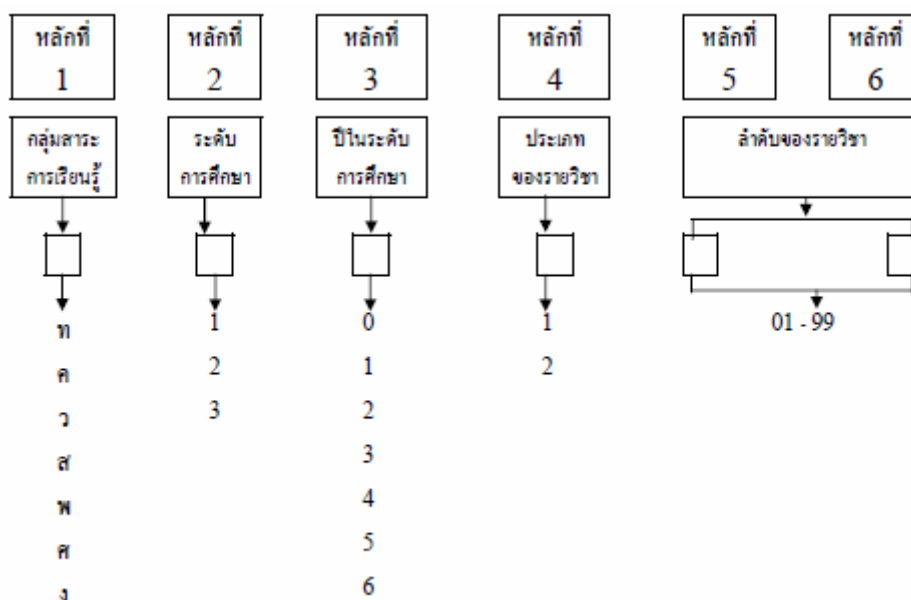 หลักที่ หลักที่ หลักที่ หลักที่ หลักที่ หลักที่
1 2 3 4 5 6
กลุ่มสาระ ระดับ ปีในระดับ ประเภท ลำดับของรายวิชา
การเรียนรู้ การศึกษา การศึกษา ของรายวิชา
ท 1 0 1 01 - 99
ค 2 1 2
ว 3 2
ส 3
พ 4
ศ 5
ง 6